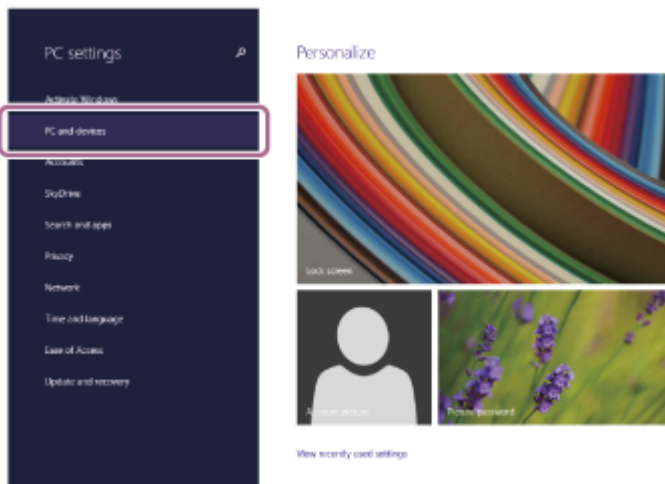 PC settings
Activate Windows
PC and devices
Accounts
SkyDrive
Search and apps
Privacy
Network
Time and language
Ease of Access
Update and recovery
Personalize
Lock screen
Account picture
Picture password
View recently used settings